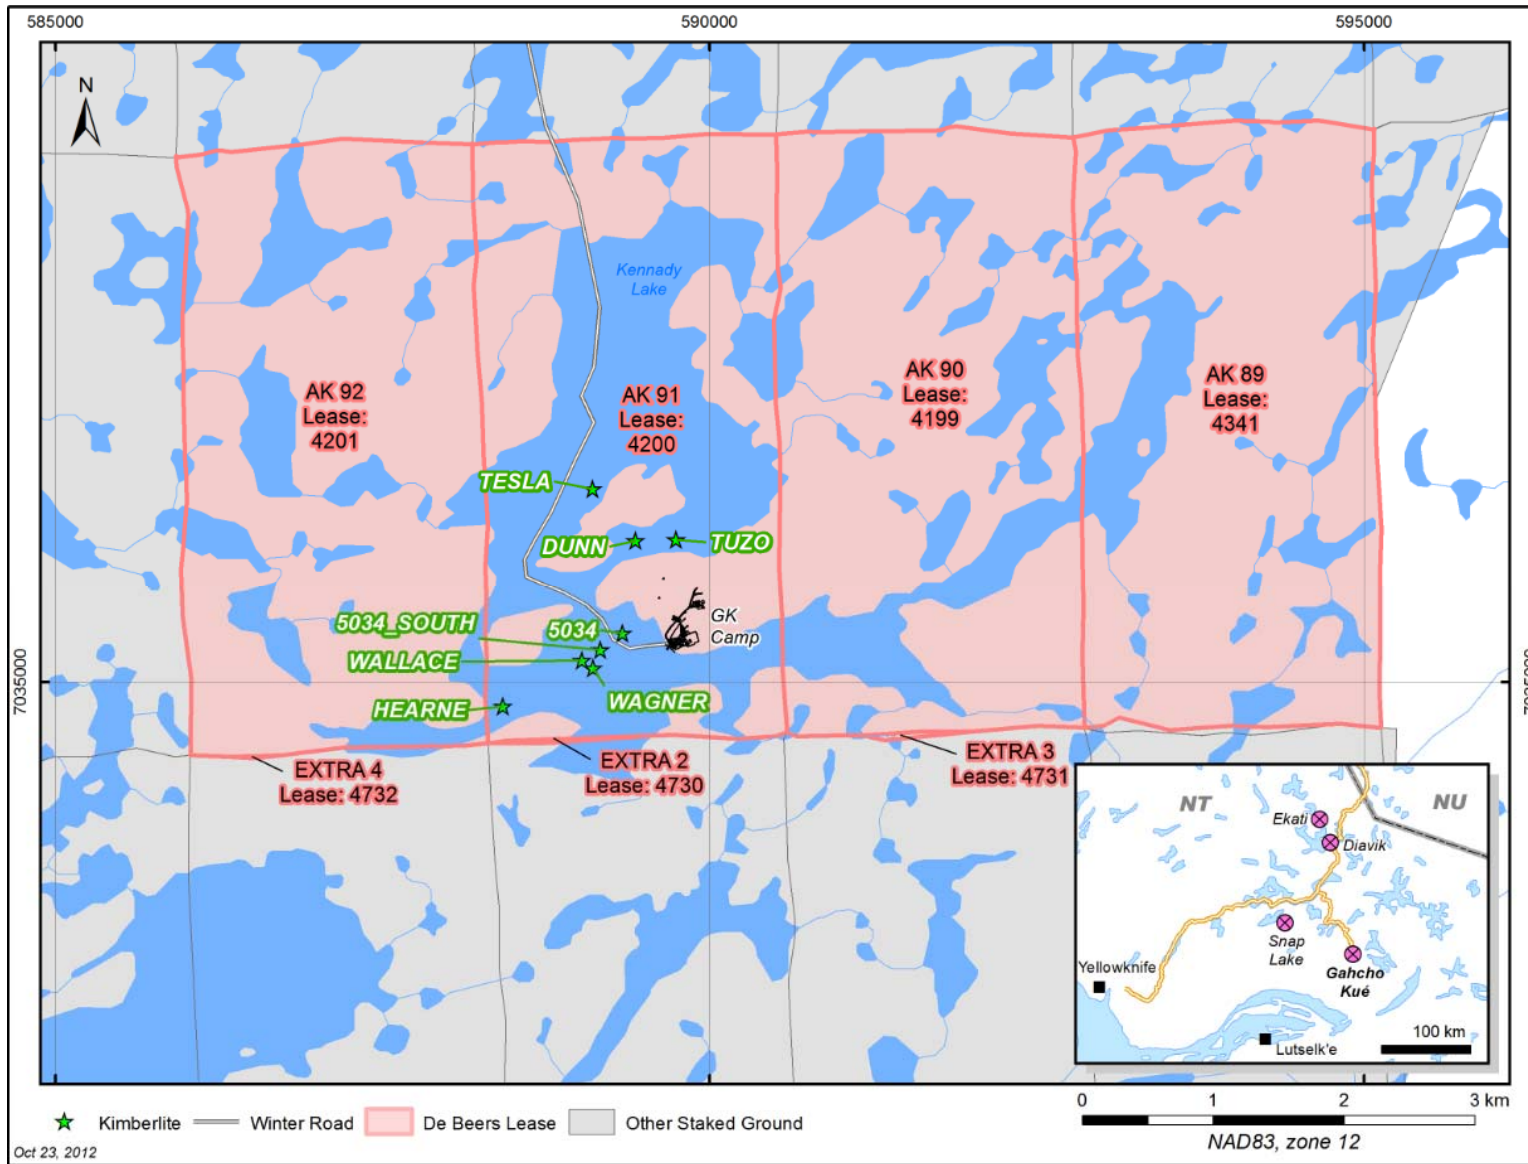 585000
590000
595000
N
Kennady
Lake
AK 92
Lease:
4201
AK 91
Lease:
4200
AK 90
Lease:
4199
AK 89
Lease:
4341
TESLA
DUNN
TUZO
5034_SOUTH
5034
GK
Camp
WALLACE
WAGNER
HEARNE
7035000
7035000
EXTRA 4
Lease: 4732
EXTRA 2
Lease: 4730
EXTRA 3
Lease: 4731
NT
NU
Ekati
Diavik
Snap
Lake
Gahcho
Kué
Yellowknife
Lutselk'e
100 km
Kimberlite
Winter Road
De Beers Lease
Other Staked Ground
0 1 2 3 km
NAD83, zone 12
Oct 23, 2012